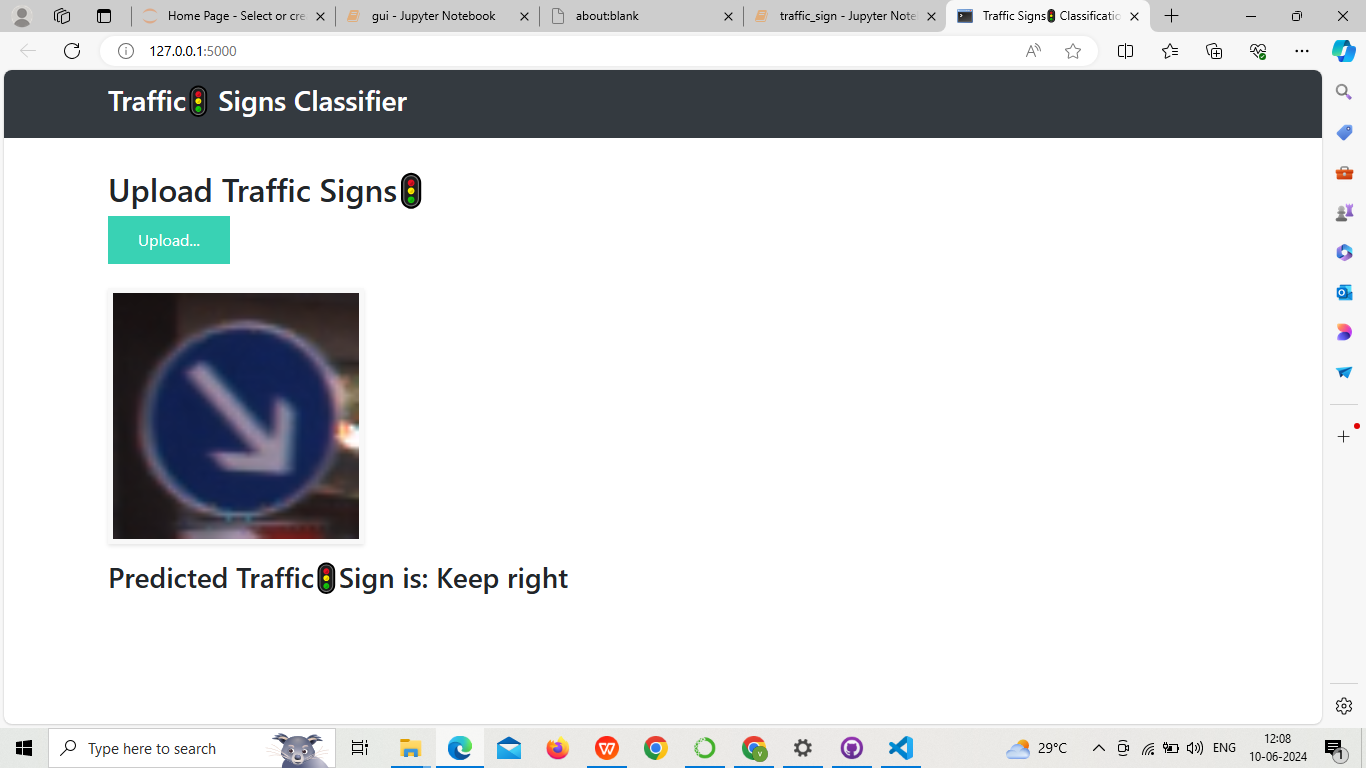 Home Page - Select or cre
gui - Jupyter Notebook
about:blank
traffic_sign - Jupyter Note
Traffic Signs🚦 Classificatio
127.0.0.1:5000
Traffic🚦 Signs Classifier
Upload Traffic Signs🚦
Upload...
Predicted Traffic🚦Sign is: Keep right
Type here to search
29°C
ENG
12:08
10-06-2024
1